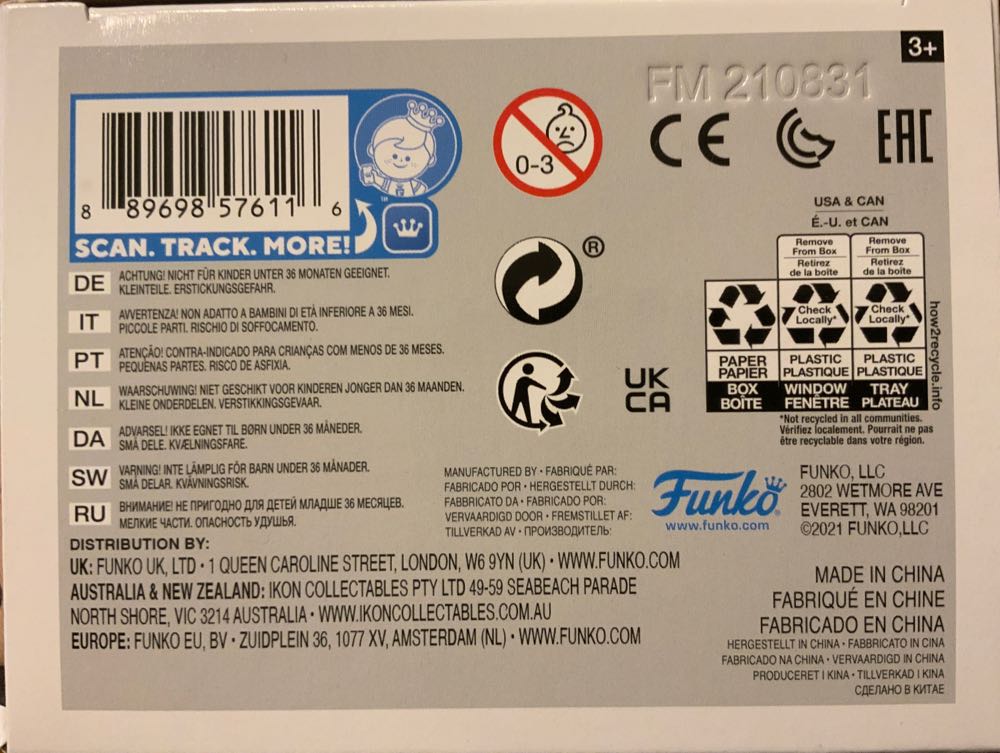 3+
FM 210831
8 89698 57611 6
SCAN. TRACK. MORE!
TM
0-3
CE
EAC
®
UK
CA
USA & CAN
É.-U. et CAN
Remove
From Box
Retirez
de la boîte
Remove
From Box
Retirez
de la boîte
Check
Locally*
Check
Locally*
PAPER
PAPIER
BOX
BOÎTE
PLASTIC
PLASTIQUE
WINDOW
FENÊTRE
PLASTIC
PLASTIQUE
TRAY
PLATEAU
how2recycle.info
*Not recycled in all communities.
Vérifiez localement. Pourrait ne pas
être recyclable dans votre région.
DE
ACHTUNG! NICHT FÜR KINDER UNTER 36 MONATEN GEEIGNET.
KLEINTEILE. ERSTICKUNGSGEFAHR.
IT
AVVERTENZA! NON ADATTO A BAMBINI DI ETÀ INFERIORE A 36 MESI.
PICCOLE PARTI. RISCHIO DI SOFFOCAMENTO.
PT
ATENÇÃO! CONTRA-INDICADO PARA CRIANÇAS COM MENOS DE 36 MESES.
PEQUENAS PARTES. RISCO DE ASFIXIA.
NL
WAARSCHUWING! NIET GESCHIKT VOOR KINDEREN JONGER DAN 36 MAANDEN.
KLEINE ONDERDELEN. VERSTIKKINGSGEVAAR.
DA
ADVARSEL! IKKE EGNET TIL BØRN UNDER 36 MÅNEDER.
SMÅ DELE. KVÆLNINGSFARE.
SW
VARNING! INTE LÄMPLIG FÖR BARN UNDER 36 MÅNADER.
SMÅ DELAR. KVÄVNINGSRISK.
RU
ВНИМАНИЕ! НЕ ПРИГОДНО ДЛЯ ДЕТЕЙ МЛАДШЕ 36 МЕСЯЦЕВ.
МЕЛКИЕ ЧАСТИ. ОПАСНОСТЬ УДУШЬЯ.
MANUFACTURED BY • FABRIQUÉ PAR:
FABRICADO POR • HERGESTELLT DURCH:
FABBRICATO DA • FABRICADO POR:
VERVAARDIGD DOOR • FREMSTILLET AF:
TILLVERKAD AV • ПРОИЗВОДИТЕЛЬ:
Funko
www.funko.com
FUNKO, LLC
2802 WETMORE AVE
EVERETT, WA 98201
©2021 FUNKO,LLC
DISTRIBUTION BY:
UK: FUNKO UK, LTD • 1 QUEEN CAROLINE STREET, LONDON, W6 9YN (UK) • WWW.FUNKO.COM
AUSTRALIA & NEW ZEALAND: IKON COLLECTABLES PTY LTD 49-59 SEABEACH PARADE
NORTH SHORE, VIC 3214 AUSTRALIA • WWW.IKONCOLLECTABLES.COM.AU
EUROPE: FUNKO EU, BV • ZUIDPLEIN 36, 1077 XV, AMSTERDAM (NL) • WWW.FUNKO.COM
MADE IN CHINA
FABRIQUÉ EN CHINE
FABRICADO EN CHINA
HERGESTELLT IN CHINA • FABBRICATO IN CINA
FABRICADO NA CHINA • VERVAARDIGD IN CHINA
PRODUCERET I KINA • TILLVERKAD I KINA
СДЕЛАНО В КИТАЕ